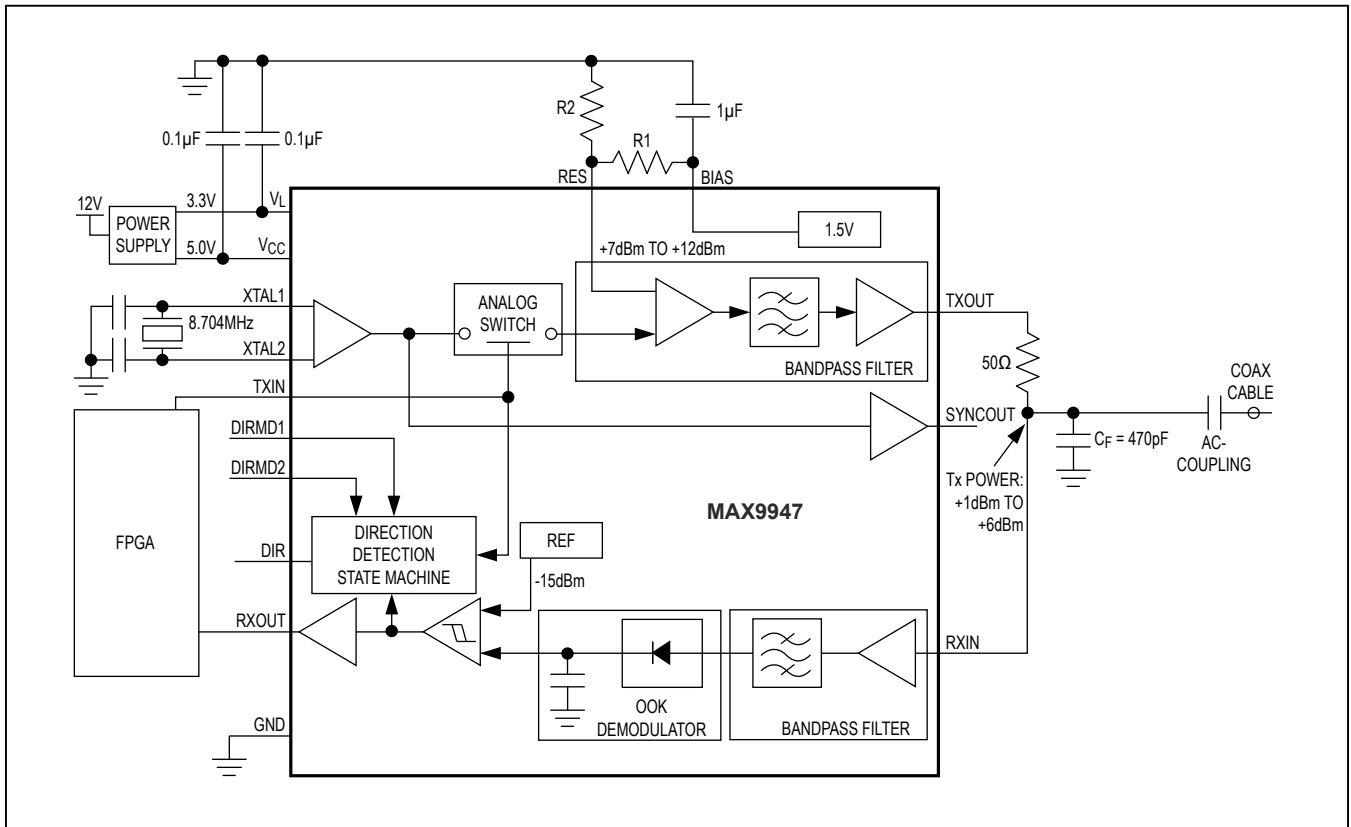 R2
1µF
0.1µF
0.1µF
R1
RES
BIAS
12V
POWER
SUPPLY
3.3V
VL
5.0V
VCC
1.5V
+7dBm TO +12dBm
XTAL1
8.704MHz
XTAL2
ANALOG
SWITCH
BANDPASS FILTER
TXOUT
50Ω
COAX
CABLE
TXIN
SYNCOUT
CF = 470pF
AC-
COUPLING
DIRMD1
DIRMD2
Tx POWER:
+1dBm TO
+6dBm
MAX9947
FPGA
DIR
DIRECTION
DETECTION
STATE MACHINE
REF
-15dBm
RXOUT
RXIN
OOK
DEMODULATOR
BANDPASS FILTER
GND